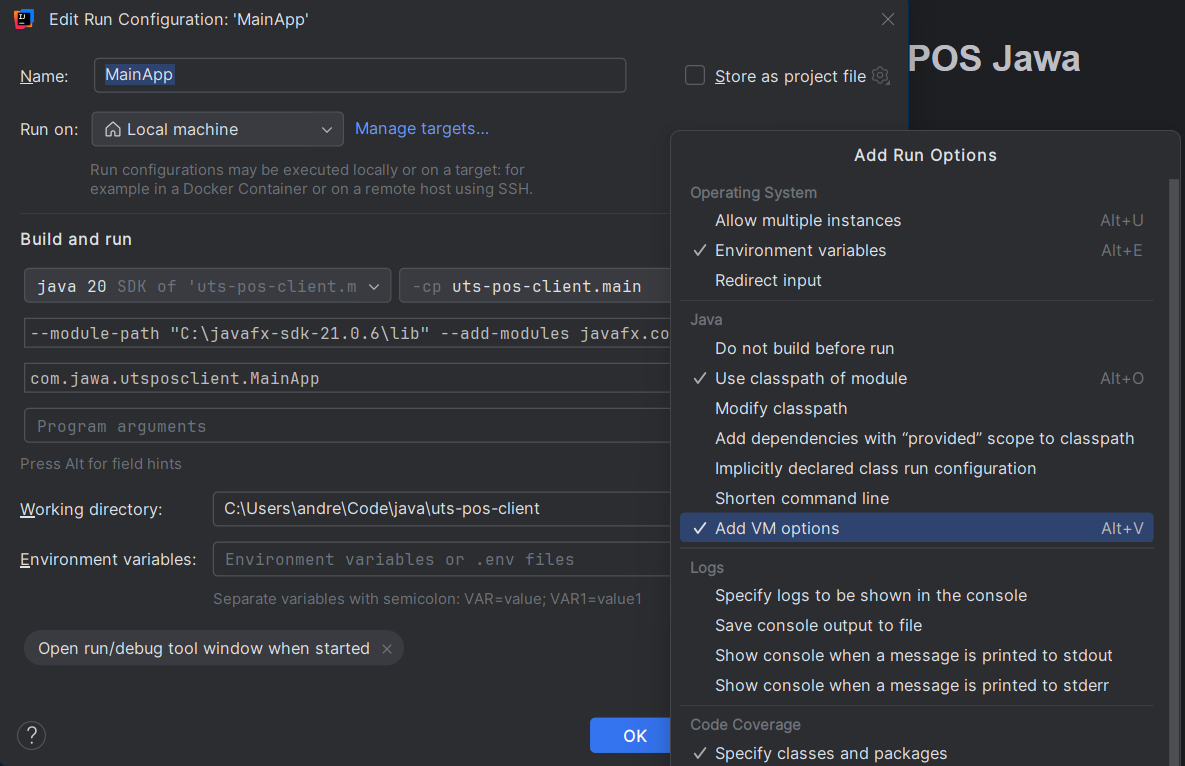 Edit Run Configuration: 'MainApp'
POS Jawa
Name:
MainApp
Store as project file
Run on:
Local machine
Manage targets...
Run configurations may be executed locally or on a target: for
example in a Docker Container or on a remote host using SSH.
Build and run
java 20 SDK of 'uts-pos-client.m
-cp uts-pos-client.main
--module-path "C:\javafx-sdk-21.0.6\lib" --add-modules javafx.co
com.jawa.utsposclient.MainApp
Program arguments
Press Alt for field hints
Working directory:
C:\Users\andre\Code\java\uts-pos-client
Environment variables:
Environment variables or .env files
Separate variables with semicolon: VAR=value; VAR1=value1
Open run/debug tool window when started
?
OK
Add Run Options
Operating System
Allow multiple instances Alt+U
Environment variables Alt+E
Redirect input
Java
Do not build before run
Use classpath of module Alt+O
Modify classpath
Add dependencies with “provided” scope to classpath
Implicitly declared class run configuration
Shorten command line
Add VM options Alt+V
Logs
Specify logs to be shown in the console
Save console output to file
Show console when a message is printed to stdout
Show console when a message is printed to stderr
Code Coverage
Specify classes and packages